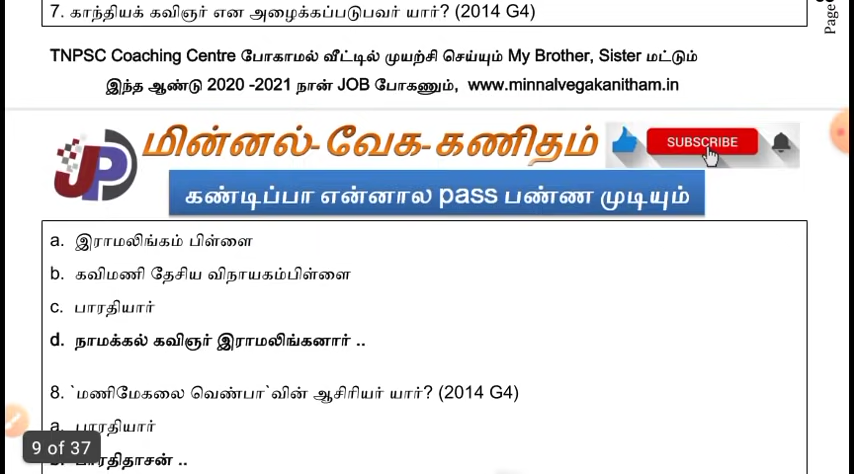 7. காந்தியக் கவிஞர் என அழைக்கப்படுபவர் யார்? (2014 G4)
Page
TNPSC Coaching Centre போகாமல் வீட்டில் முயற்சி செய்யும் My Brother, Sister மட்டும்
இந்த ஆண்டு 2020 -2021 நான் JOB போகணும், www.minnalvegakanitham.in
JP
மின்னல்-வேக-கணிதம்
SUBSCRIBE
கண்டிப்பா என்னால pass பண்ண முடியும்
a. இராமலிங்கம் பிள்ளை
b. கவிமணி தேசிய விநாயகம்பிள்ளை
c. பாரதியார்
d. நாமக்கல் கவிஞர் இராமலிங்கனார் ..
8. `மணிமேகலை வெண்பா`வின் ஆசிரியர் யார்? (2014 G4)
a. பாரதியார்
9 of 37
பாரதிதாசன் ..